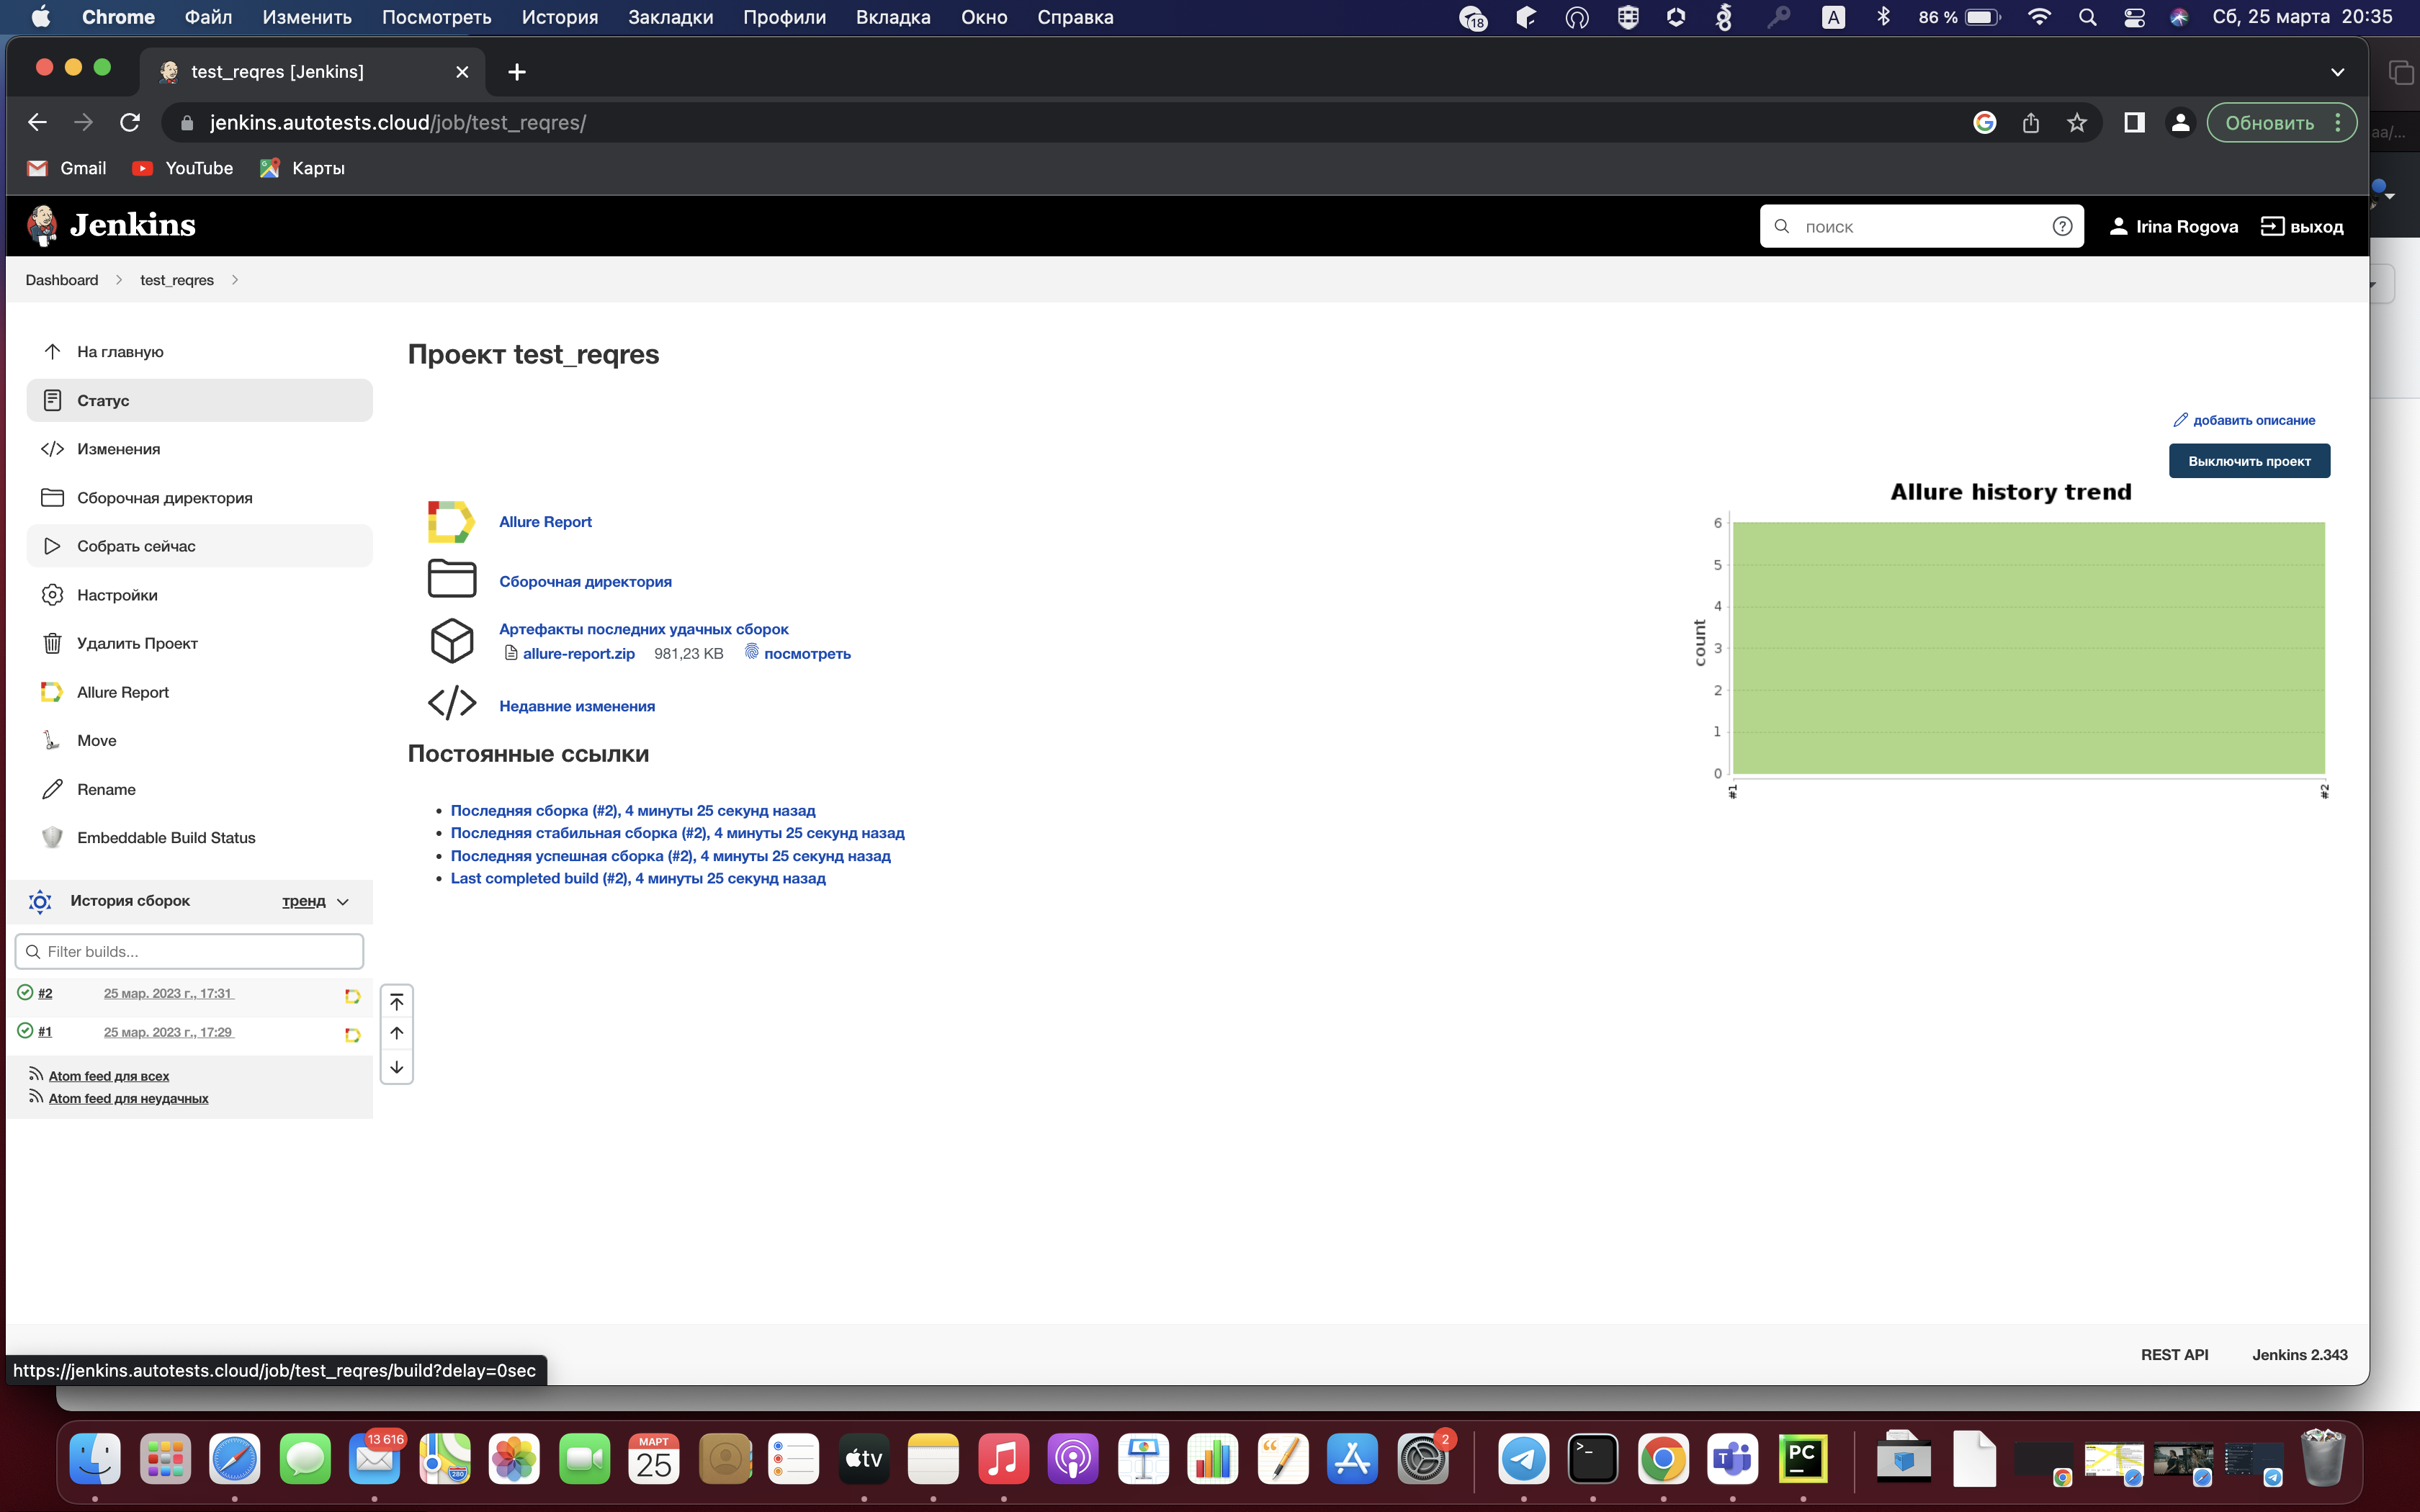 Chrome Файл Изменить Посмотреть История Закладки Профили Вкладка Окно Справка 18 A 86 % Сб, 25 марта 20:35
test_reqres [Jenkins]
jenkins.autotests.cloud/job/test_reqres/ Обновить
aa/...
Gmail YouTube Карты
Jenkins поиск Irina Rogova выход
Dashboard test_reqres
На главную
Статус
Изменения
Сборочная директория
Собрать сейчас
Настройки
Удалить Проект
Allure Report
Move
Rename
Embeddable Build Status
История сборок тренд
Filter builds...
#2 25 мар. 2023 г., 17:31
#1 25 мар. 2023 г., 17:29
Atom feed для всех
Atom feed для неудачных
Проект test_reqres
добавить описание
Выключить проект
Allure Report
Сборочная директория
Артефакты последних удачных сборок
allure-report.zip 981,23 KB посмотреть
Недавние изменения
Постоянные ссылки
Последняя сборка (#2), 4 минуты 25 секунд назад
Последняя стабильная сборка (#2), 4 минуты 25 секунд назад
Последняя успешная сборка (#2), 4 минуты 25 секунд назад
Last completed build (#2), 4 минуты 25 секунд назад
Allure history trend
count
6
5
4
3
2
1
0
#1
#2
REST API Jenkins 2.343
https://jenkins.autotests.cloud/job/test_reqres/build?delay=0sec
13 616
МАРТ
25
tv
2
PC
280